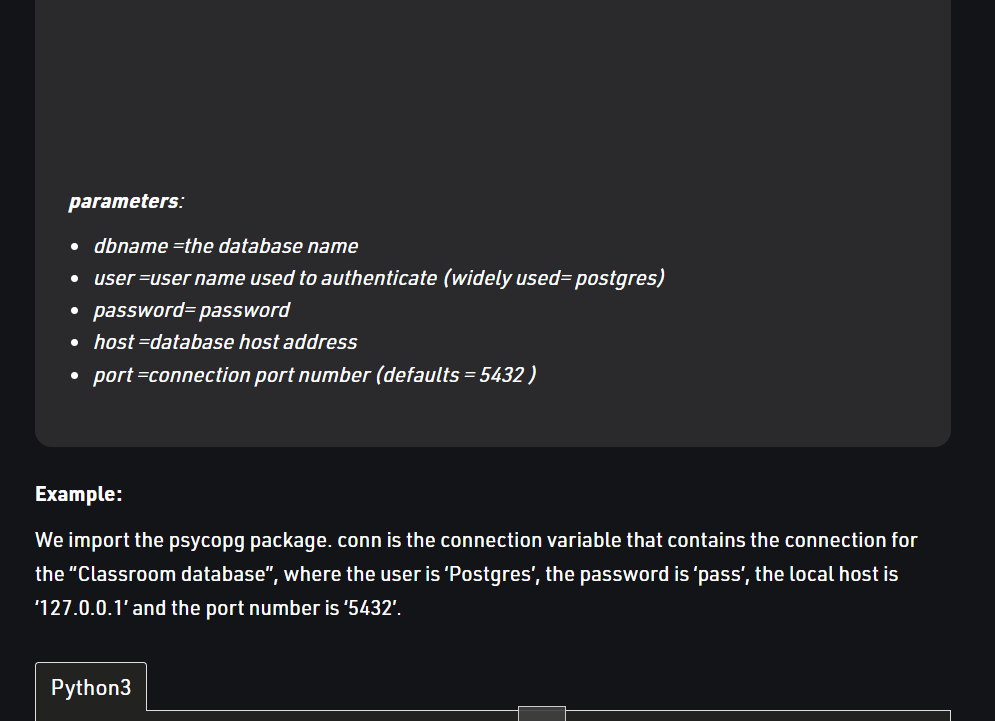 parameters:
• dbname =the database name
• user =user name used to authenticate (widely used= postgres)
• password= password
• host =database host address
• port =connection port number (defaults = 5432 )
Example:
We import the psycopg package. conn is the connection variable that contains the connection for
the “Classroom database”, where the user is ‘Postgres’, the password is ‘pass’, the local host is
‘127.0.0.1’ and the port number is ‘5432’.
Python3